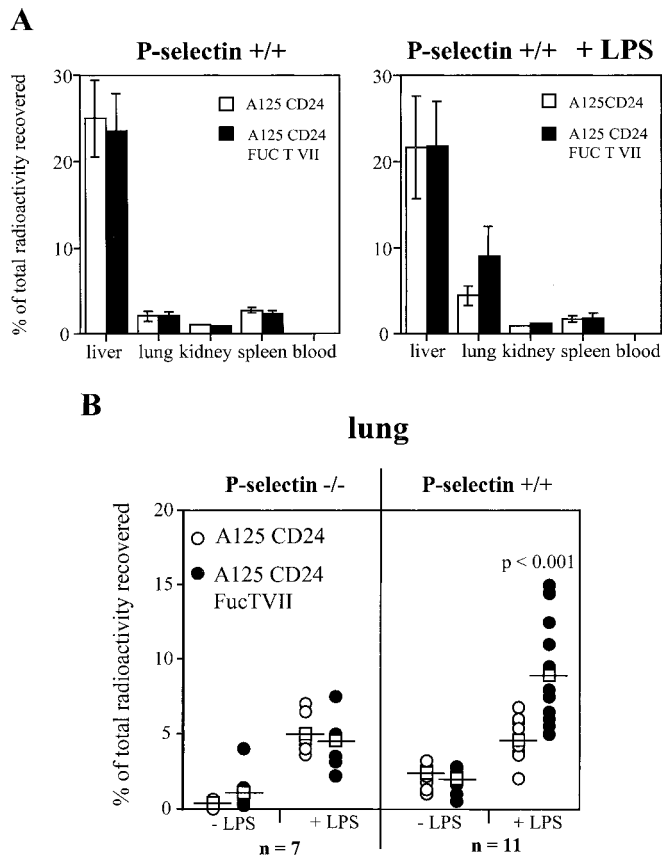 A
P-selectin +/+
P-selectin +/+ + LPS
% of total radioactivity recovered
30
20
10
0
A125 CD24
A125 CD24
FUC T VII
liver lung kidney spleen blood
30
20
10
0
A125CD24
A125 CD24
FUC T VII
liver lung kidney spleen blood
B
lung
P-selectin -/- P-selectin +/+
% of total radioactivity recovered
20
15
10
5
0
A125 CD24
A125 CD24
FucTVII
p < 0.001
- LPS + LPS - LPS + LPS
n = 7 n = 11